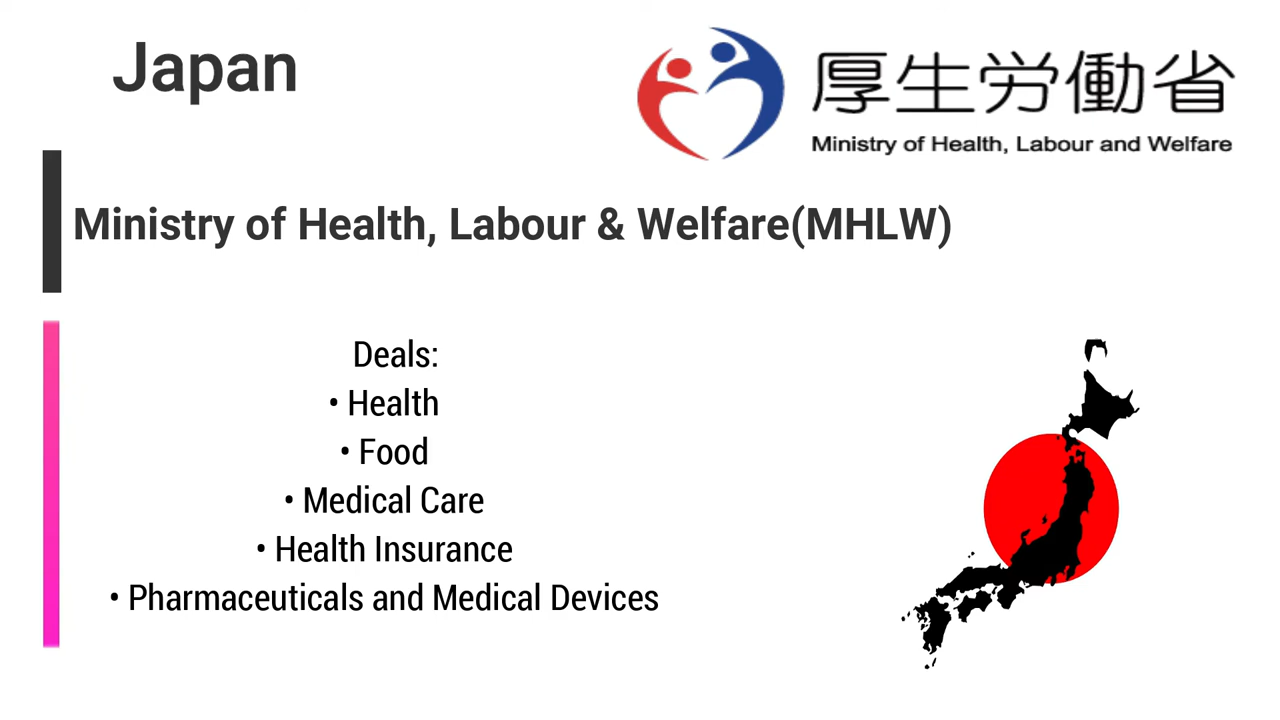 Japan
厚生労働省
Ministry of Health, Labour and Welfare
Ministry of Health, Labour & Welfare(MHLW)
Deals:
• Health
• Food
• Medical Care
• Health Insurance
• Pharmaceuticals and Medical Devices